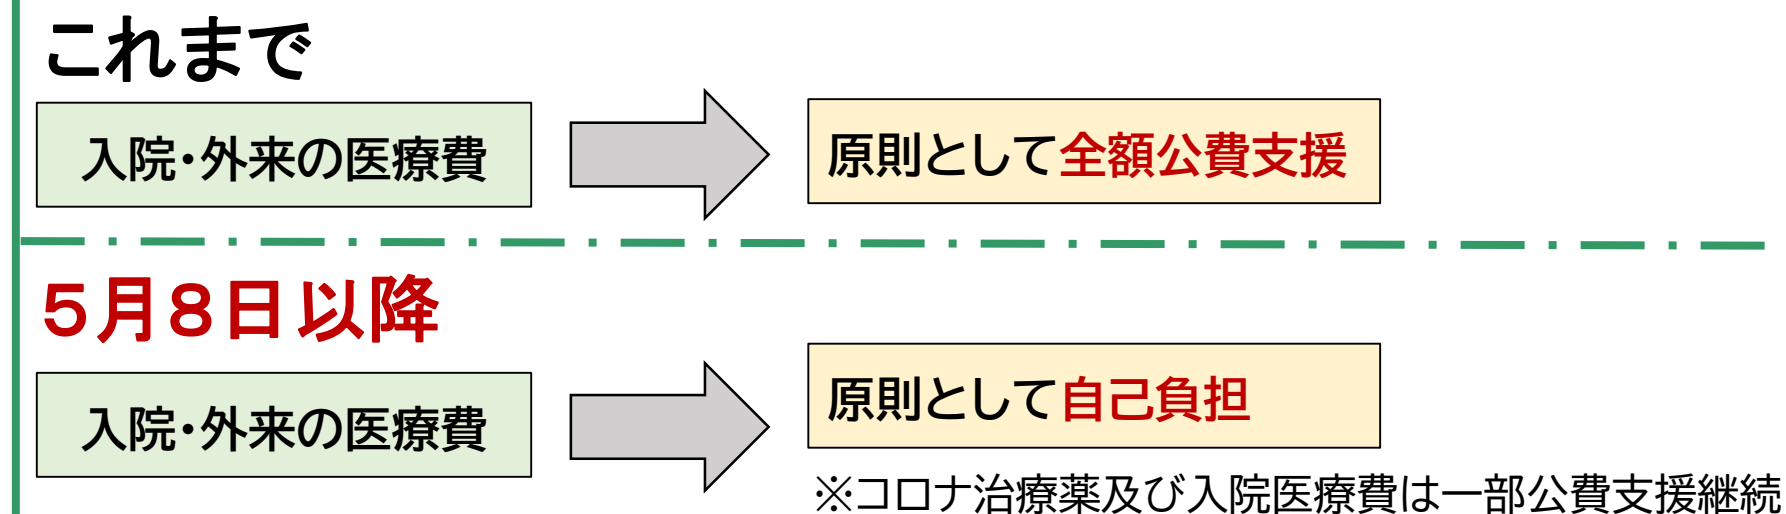 これまで
入院・外来の医療費
原則として全額公費支援
５月８日以降
入院・外来の医療費
原則として自己負担
※コロナ治療薬及び入院医療費は一部公費支援継続